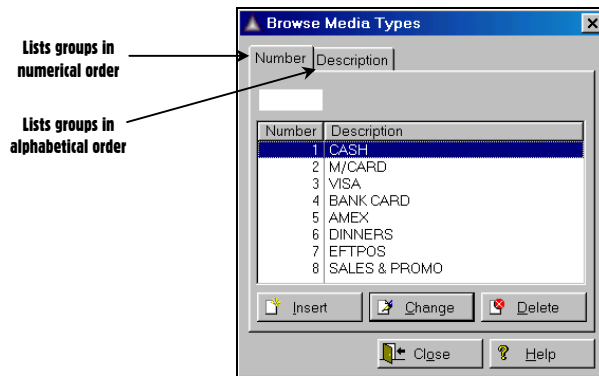 Browse Media Types
Lists groups in
numerical order
Number Description
Lists groups in
alphabetical order
Number Description
1 CASH
2 M/CARD
3 VISA
4 BANK CARD
5 AMEX
6 DINNERS
7 EFTPOS
8 SALES & PROMO
Insert Change Delete
Close Help